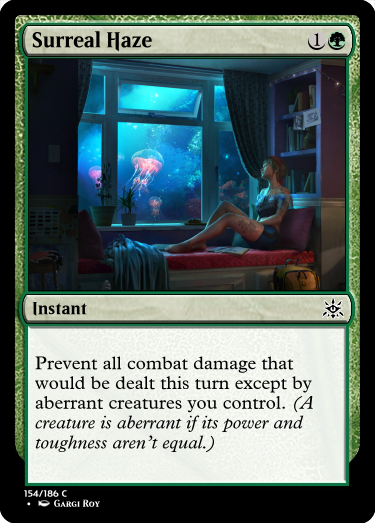 Surreal Haze 1
Instant
Prevent all combat damage that
would be dealt this turn except by
aberrant creatures you control. (A
creature is aberrant if its power and
toughness aren't equal.)
154/186 C
• Gargi Roy